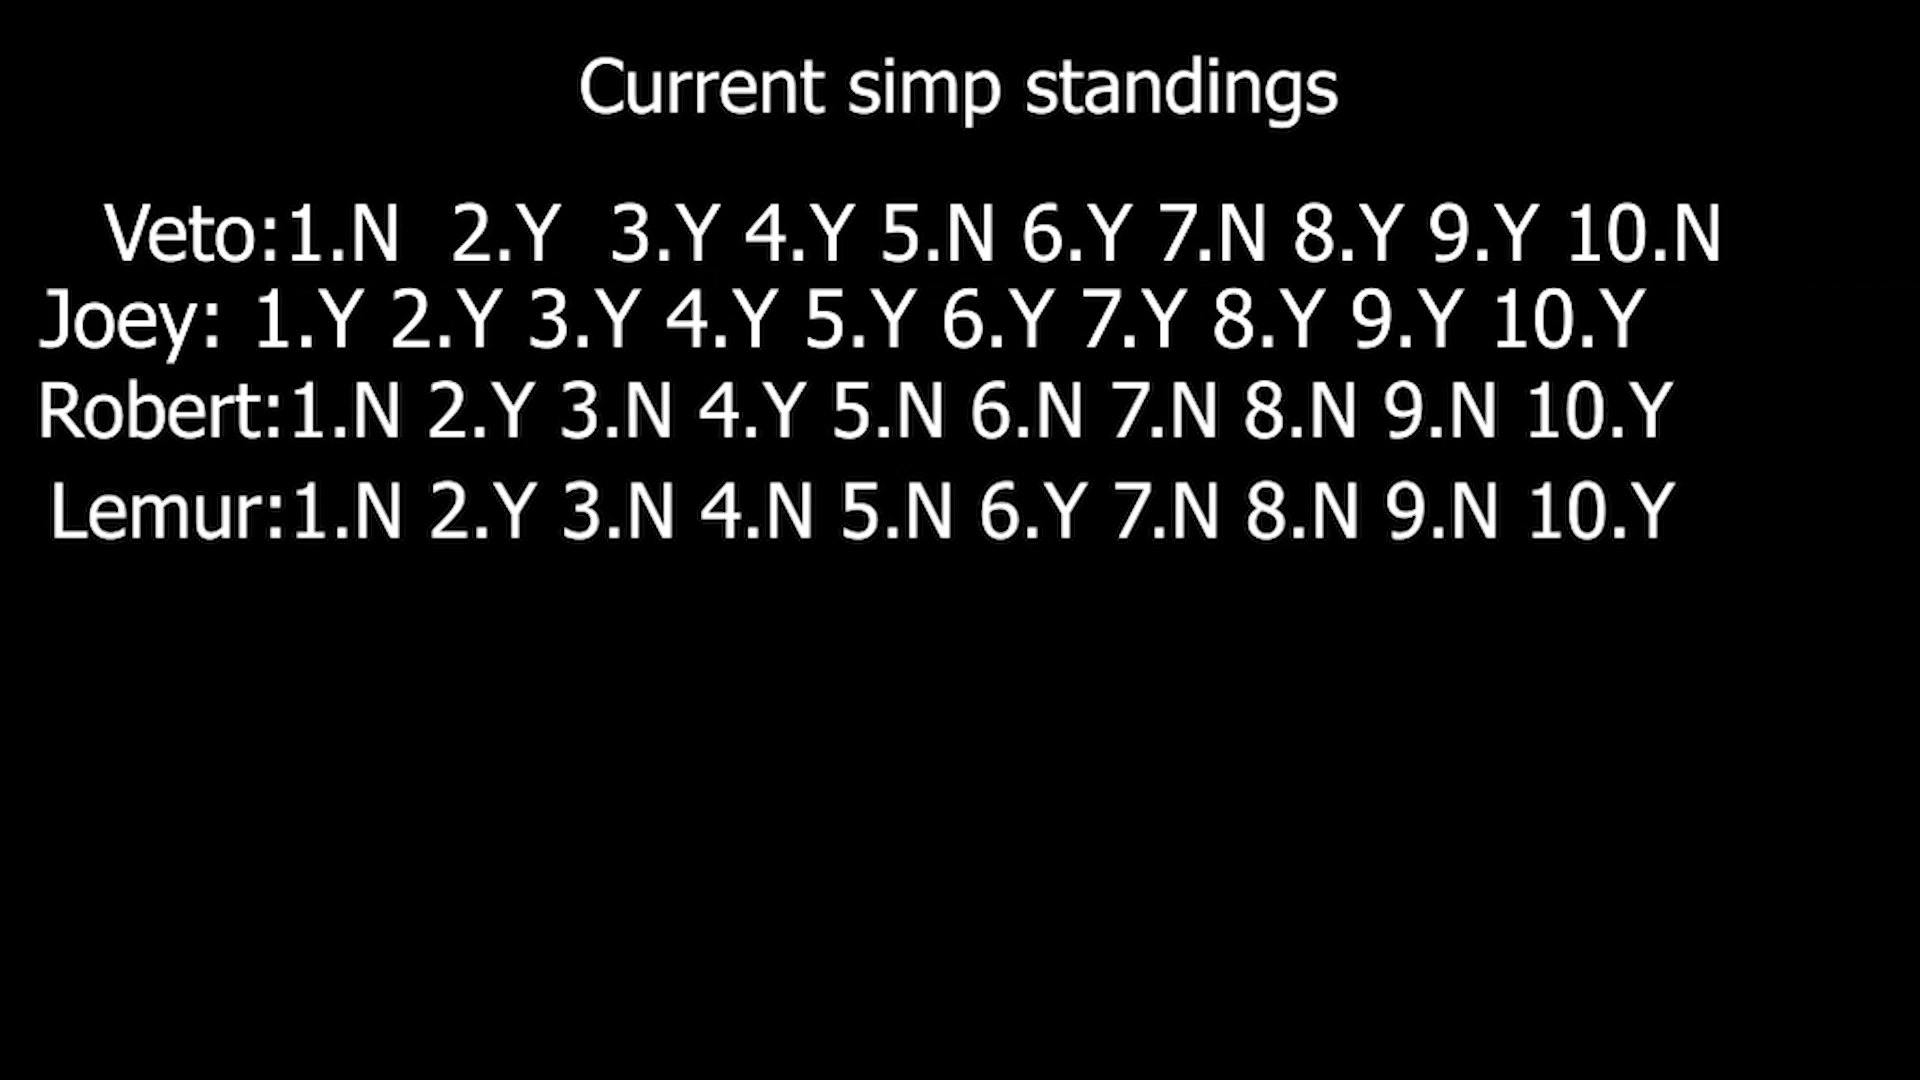 Current simp standings
Veto:1.N 2.Y 3.Y 4.Y 5.N 6.Y 7.N 8.Y 9.Y 10.N
Joey: 1.Y 2.Y 3.Y 4.Y 5.Y 6.Y 7.Y 8.Y 9.Y 10.Y
Robert:1.N 2.Y 3.N 4.Y 5.N 6.N 7.N 8.N 9.N 10.Y
Lemur:1.N 2.Y 3.N 4.N 5.N 6.Y 7.N 8.N 9.N 10.Y